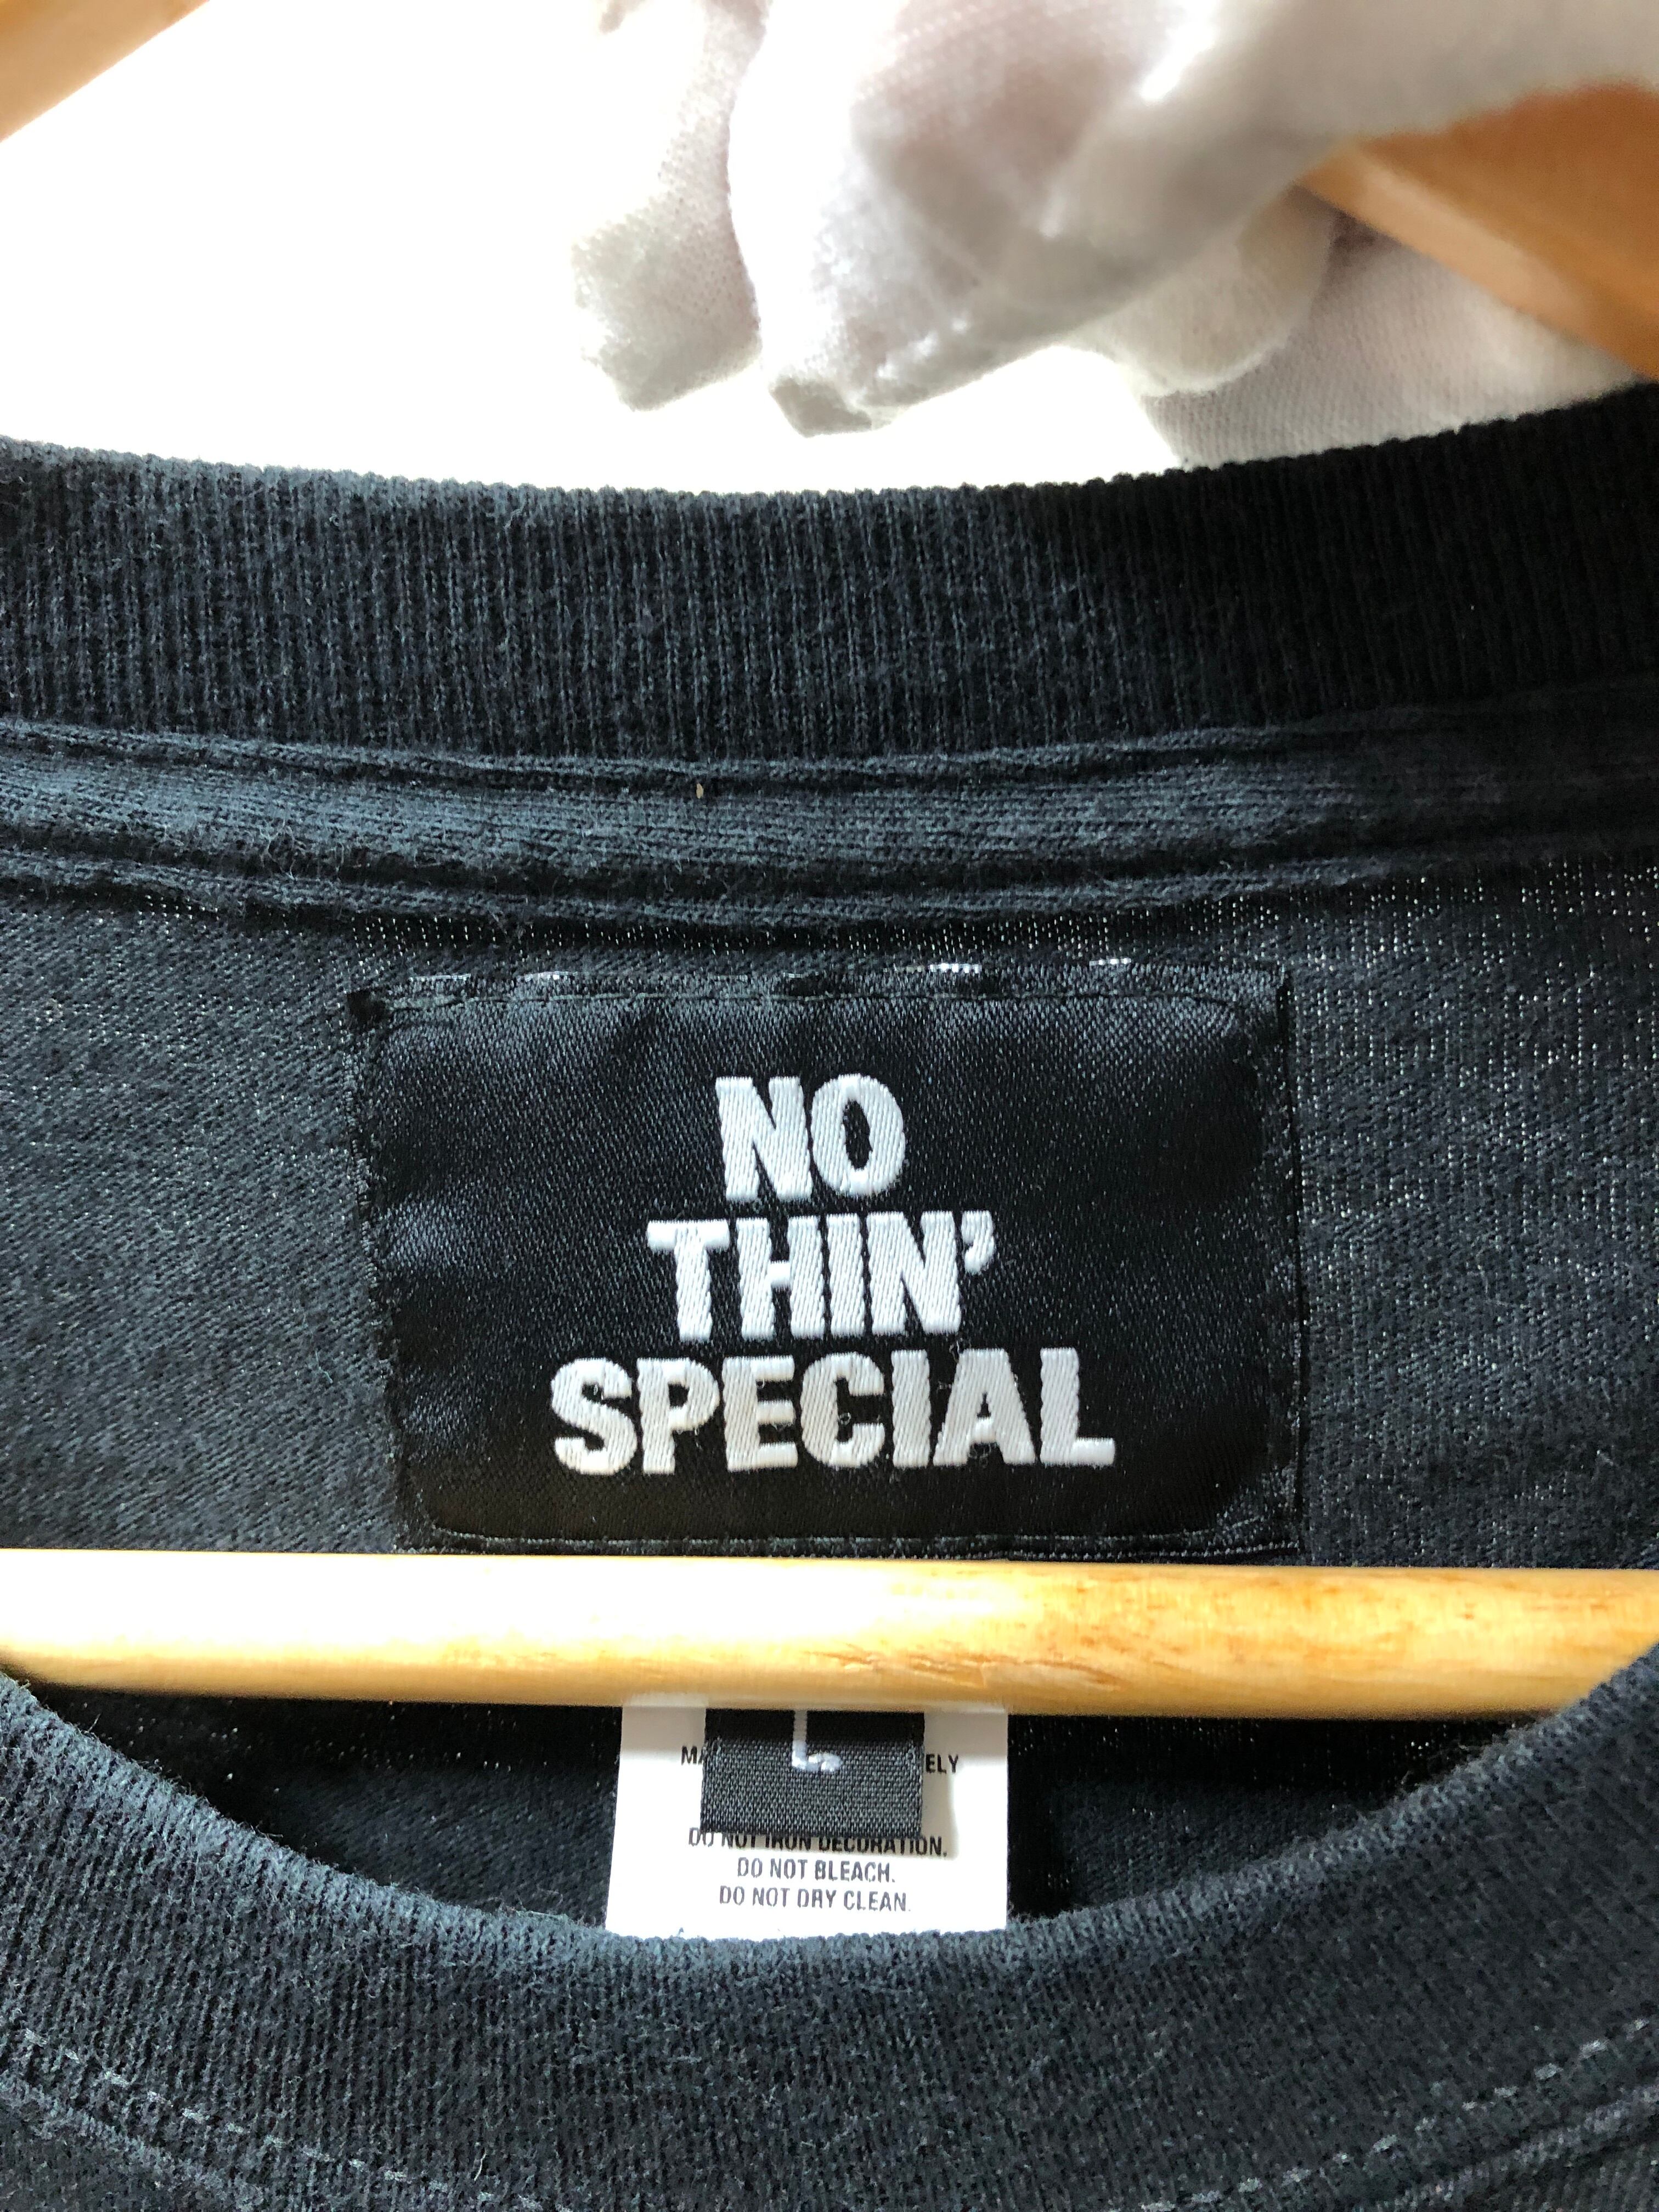 NO
THIN'
SPECIAL
L
DO NOT IRON DECORATION.
DO NOT BLEACH.
DO NOT DRY CLEAN.